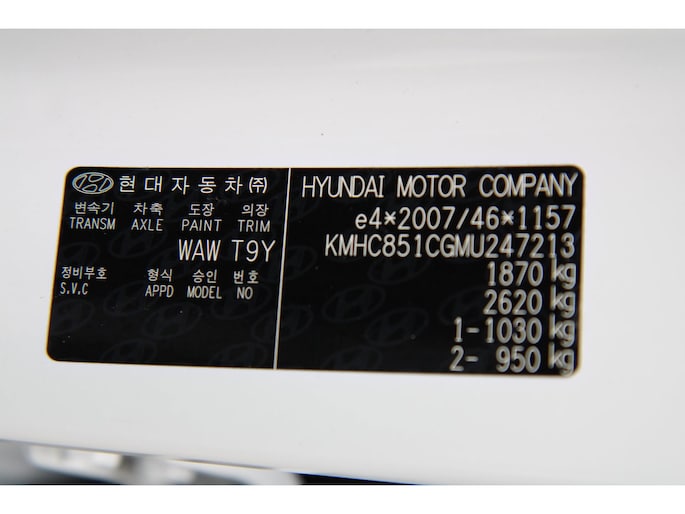 현대자동차㈜
변속기 차축 도장 의장
TRANSM AXLE PAINT TRIM
WAW T9Y
정비부호 형식 승인 번호
S.V.C APPD MODEL NO
HYUNDAI MOTOR COMPANY
e4*2007/46*1157
KMHC851CGMU247213
1870 kg
2620 kg
1-1030 kg
2- 950 kg